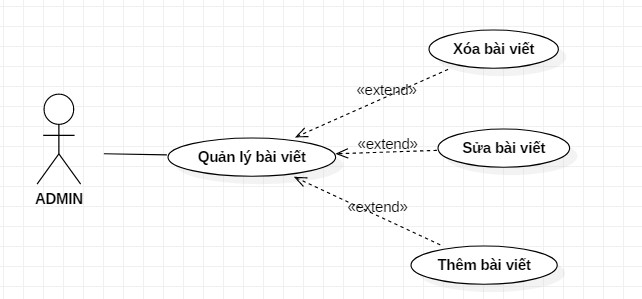 Xóa bài viết
«extend»
«extend»
Sửa bài viết
Quản lý bài viết
ADMIN
«extend»
Thêm bài viết